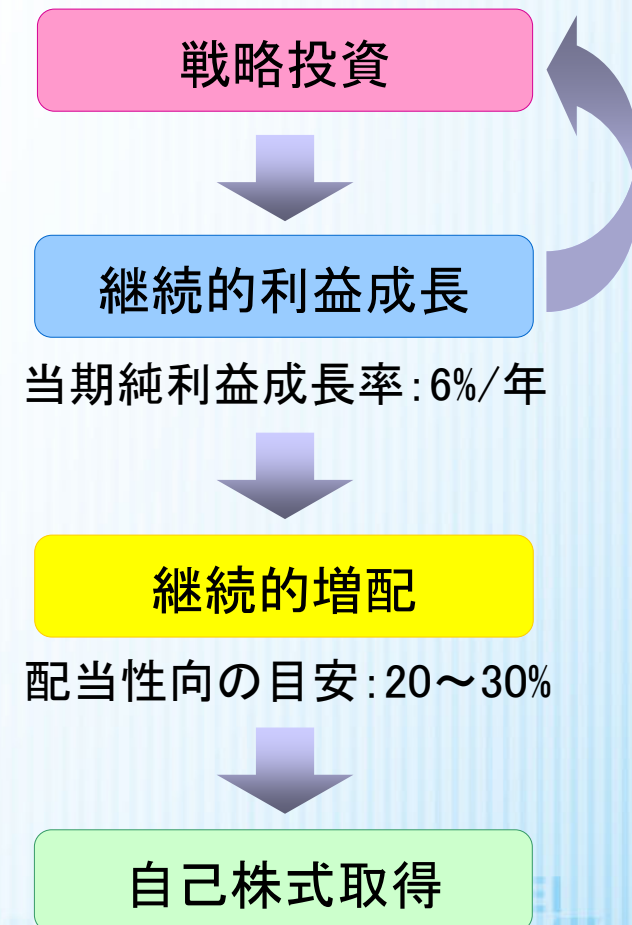 戦略投資
継続的利益成長
当期純利益成長率:6%/年
継続的増配
配当性向の目安:20～30%
自己株式取得